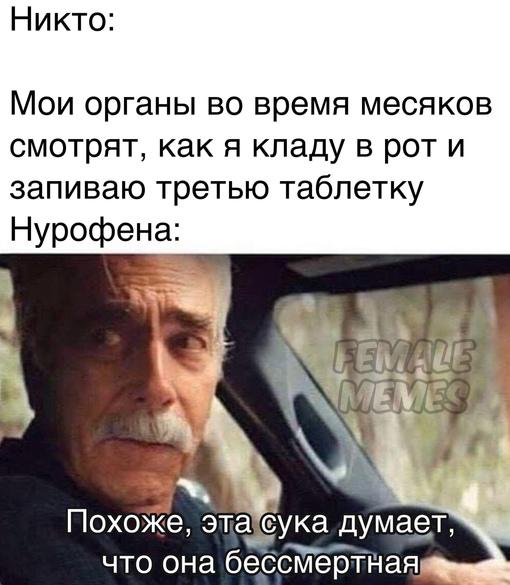 Никто:
Мои органы во время месяков
смотрят, как я кладу в рот и
запиваю третью таблетку
Нурофена:
FEMALE
MEMES
Похоже, эта сука думает,
что она бессмертная